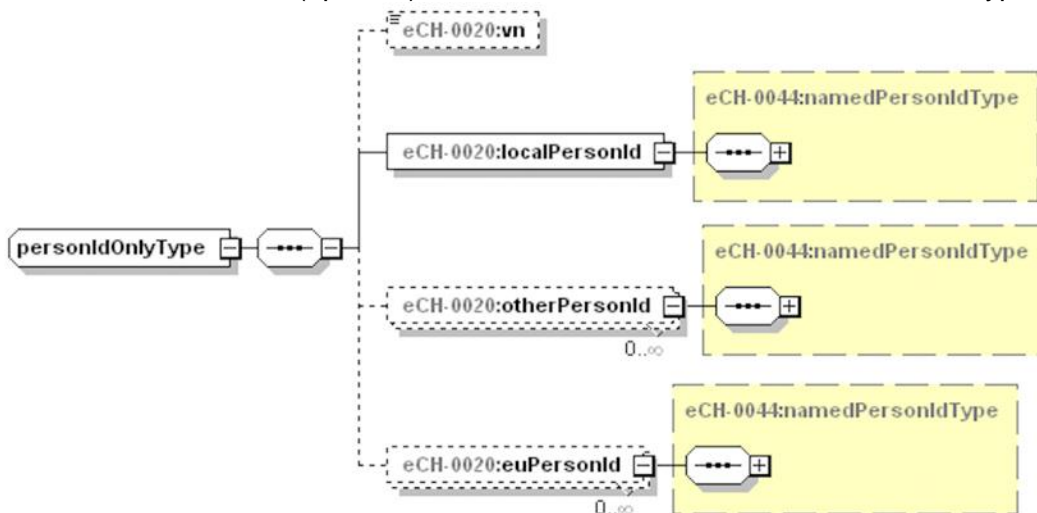 eCH-0020:vn
eCH-0044:namedPersonIdType
eCH-0020:localPersonId
eCH-0044:namedPersonIdType
personIdOnlyType
eCH-0020:otherPersonId
0..∞
eCH-0044:namedPersonIdType
eCH-0020:euPersonId
0..∞